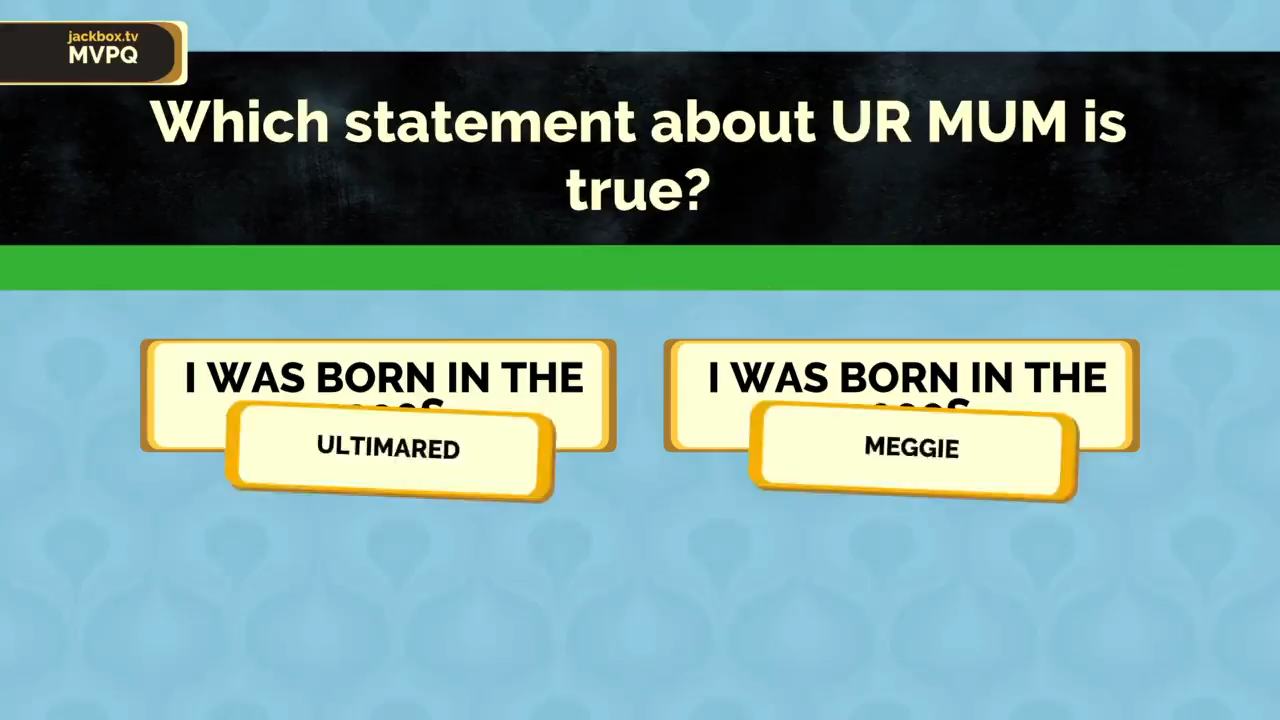 jackbox.tv
MVPQ
Which statement about UR MUM is
true?
I WAS BORN IN THE
I WAS BORN IN THE
ULTIMARED
MEGGIE